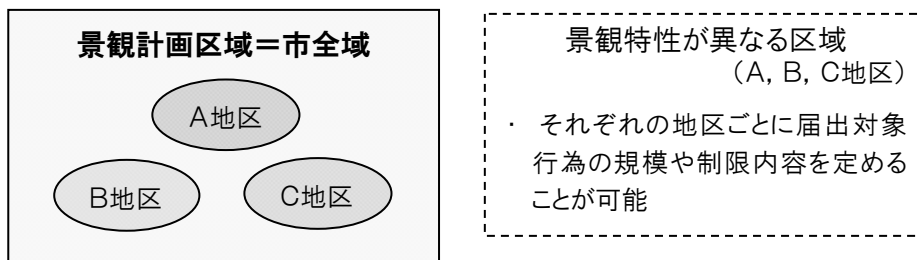 景観計画区域＝市全域
A地区
B地区
C地区
景観特性が異なる区域
（A, B, C地区）
・ それぞれの地区ごとに届出対象
行為の規模や制限内容を定める
ことが可能